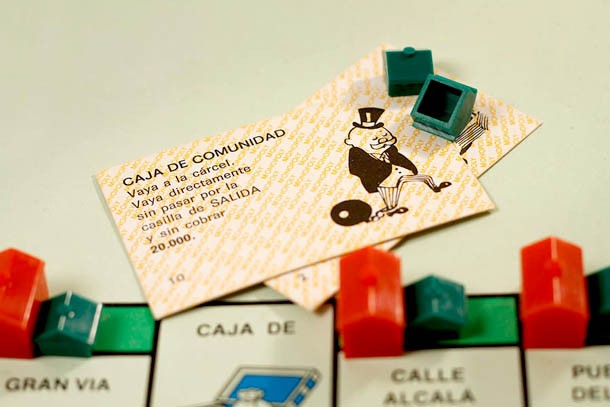 CAJA DE COMUNIDAD
Vaya a la cárcel.
Vaya directamente
sin pasar por la
casilla de SALIDA
y sin cobrar
20.000.
10
CAJA DE
GRAN VIA
CALLE
ALCALA